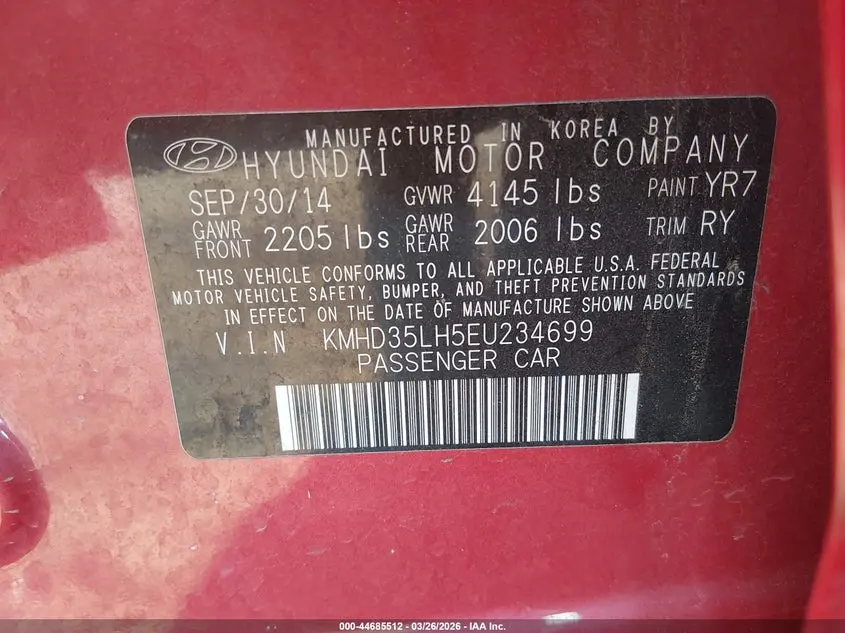 MANUFACTURED IN KOREA BY
HYUNDAI MOTOR COMPANY
SEP/30/14 GVWR 4145 lbs PAINT YR7
GAWR FRONT 2205 lbs GAWR REAR 2006 lbs TRIM RY
THIS VEHICLE CONFORMS TO ALL APPLICABLE U.S.A. FEDERAL
MOTOR VEHICLE SAFETY, BUMPER, AND THEFT PREVENTION STANDARDS
IN EFFECT ON THE DATE OF MANUFACTURE SHOWN ABOVE
V.I.N KMHD35LH5EU234699
PASSENGER CAR
000-44685512 | 03/26/2026 - IAA Inc.